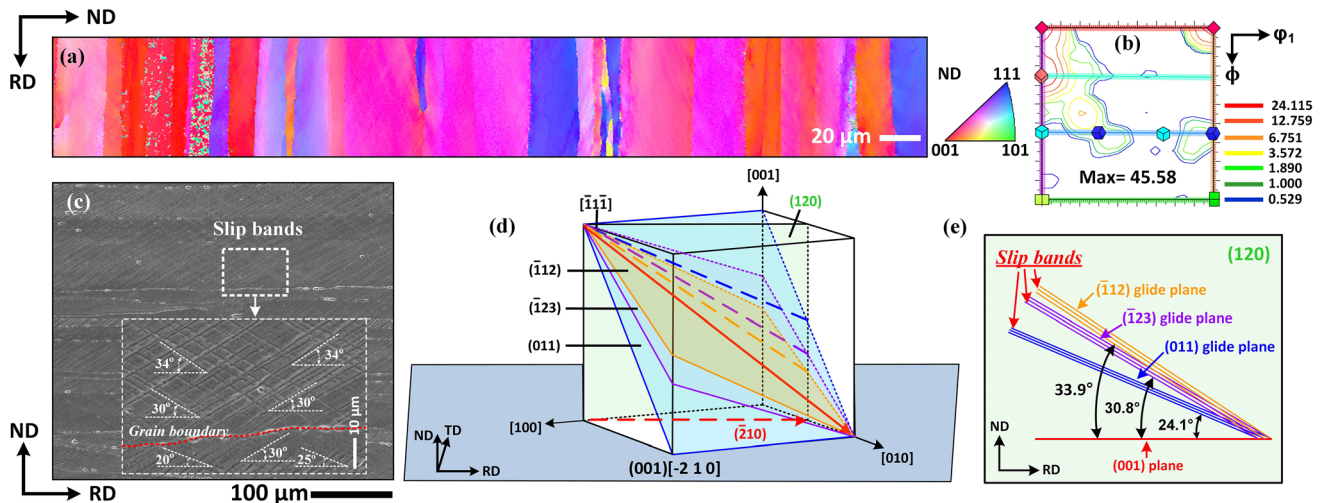 ND
RD
(a)
20 μm
ND
111
001
101
(b)
φ1
ϕ
Max= 45.58
24.115
12.759
6.751
3.572
1.890
1.000
0.529
(c)
Slip bands
34°
34°
30°
30°
Grain boundary
20°
30°
25°
10 μm
ND
RD
100 μm
(d)
[001]
[1̄11̄]
(120)
(1̄12)
(1̄23)
(011)
[100]
(2̄10)
[010]
ND
TD
RD
(001)[-2 1 0]
(e)
(120)
Slip bands
(1̄12) glide plane
(1̄23) glide plane
(011) glide plane
33.9°
30.8°
24.1°
(001) plane
ND
RD